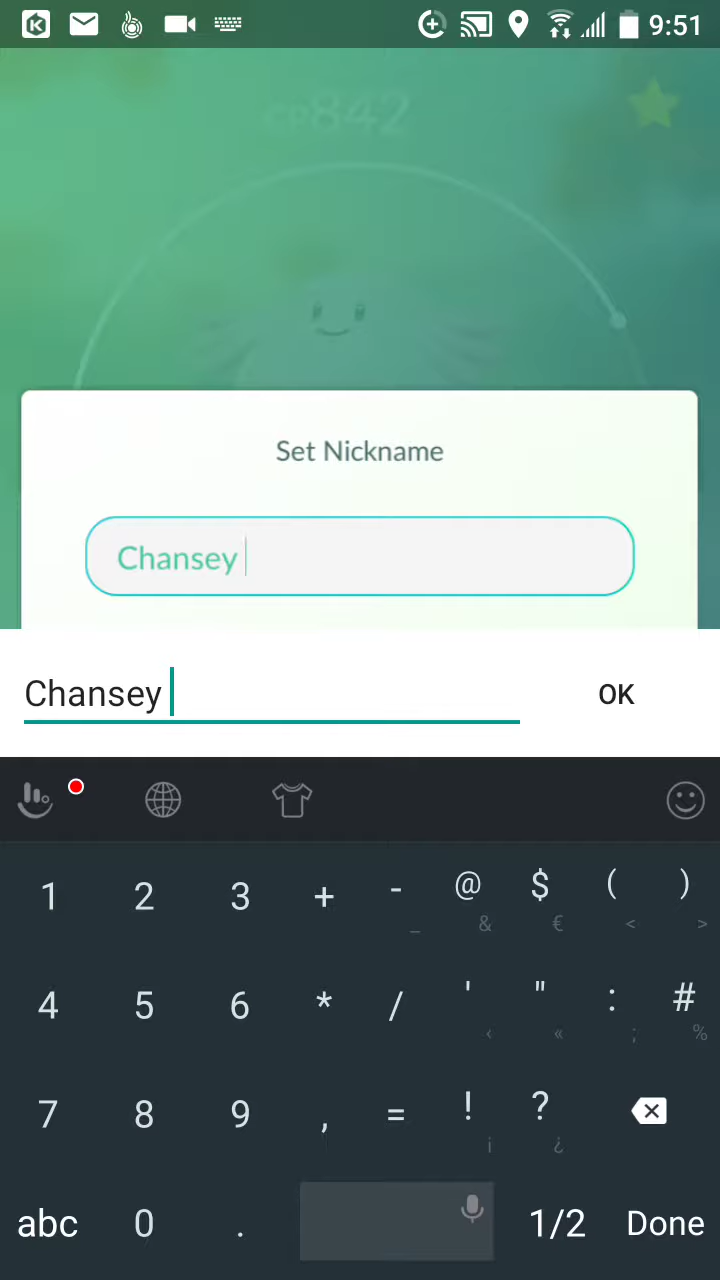 9:51
CP842
Set Nickname
Chansey
Chansey
OK
1 2 3 + - @ $ ( )
_ & € < >
4 5 6 * / ' " : #
‹ « ; %
7 8 9 , = ! ?
¡ ¿
abc 0 . 1/2 Done